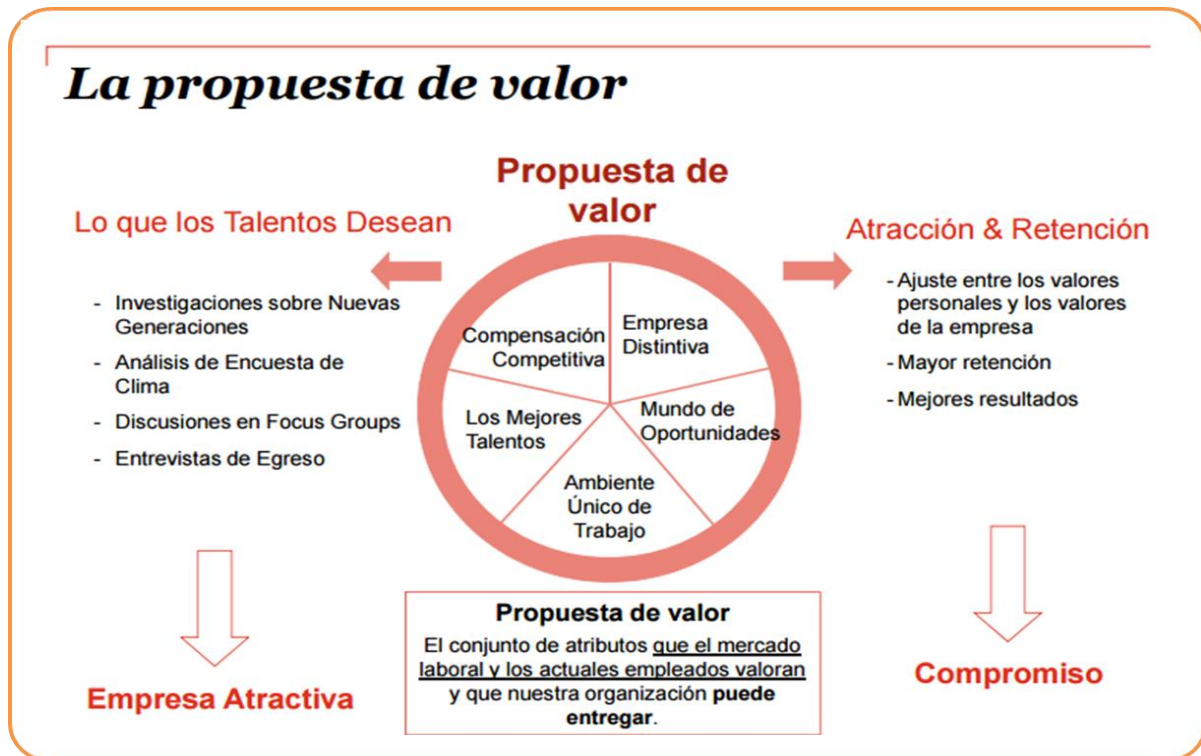 La propuesta de valor
Propuesta de
valor
Lo que los Talentos Desean
- Investigaciones sobre Nuevas
Generaciones
- Análisis de Encuesta de
Clima
- Discusiones en Focus Groups
- Entrevistas de Egreso
Empresa Atractiva
Compensación
Competitiva
Empresa
Distintiva
Los Mejores
Talentos
Mundo de
Oportunidades
Ambiente
Único de
Trabajo
Propuesta de valor
El conjunto de atributos que el mercado
laboral y los actuales empleados valoran
y que nuestra organización puede
entregar.
Atracción & Retención
- Ajuste entre los valores
personales y los valores
de la empresa
- Mayor retención
- Mejores resultados
Compromiso